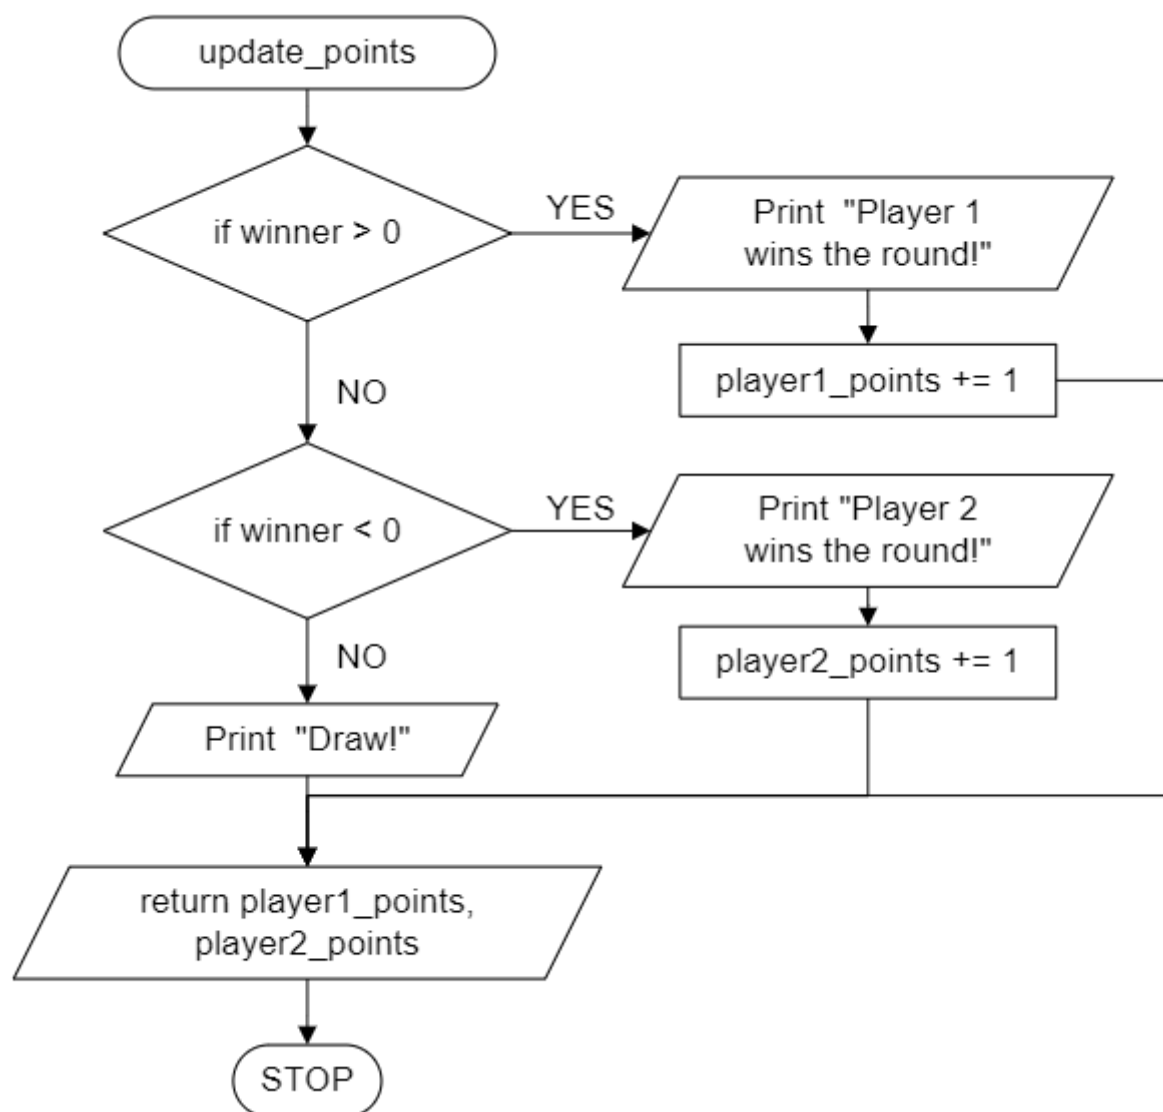 update_points
if winner > 0
YES
Print  "Player 1
wins the round!"
player1_points += 1
NO
if winner < 0
YES
Print "Player 2
wins the round!"
player2_points += 1
NO
Print  "Draw!"
return player1_points,
player2_points
STOP